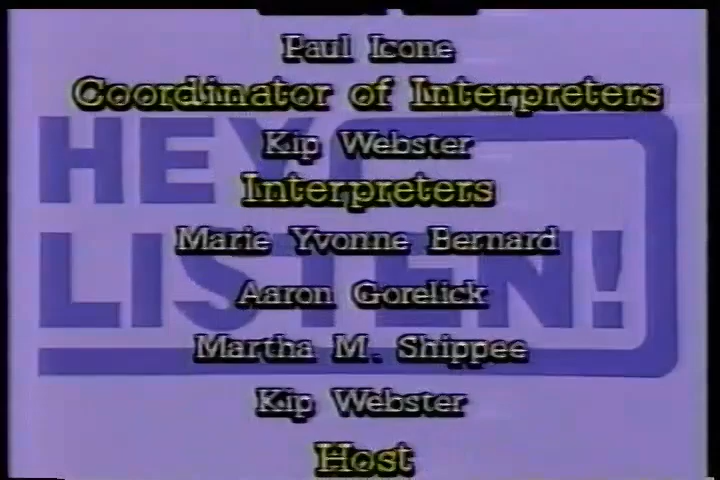 Paul Icone
Coordinator of Interpreters
Kip Webster
Interpreters
Marie Yvonne Bernard
Aaron Gorelick
Martha M. Shippee
Kip Webster
Host
HEY
LISTEN!